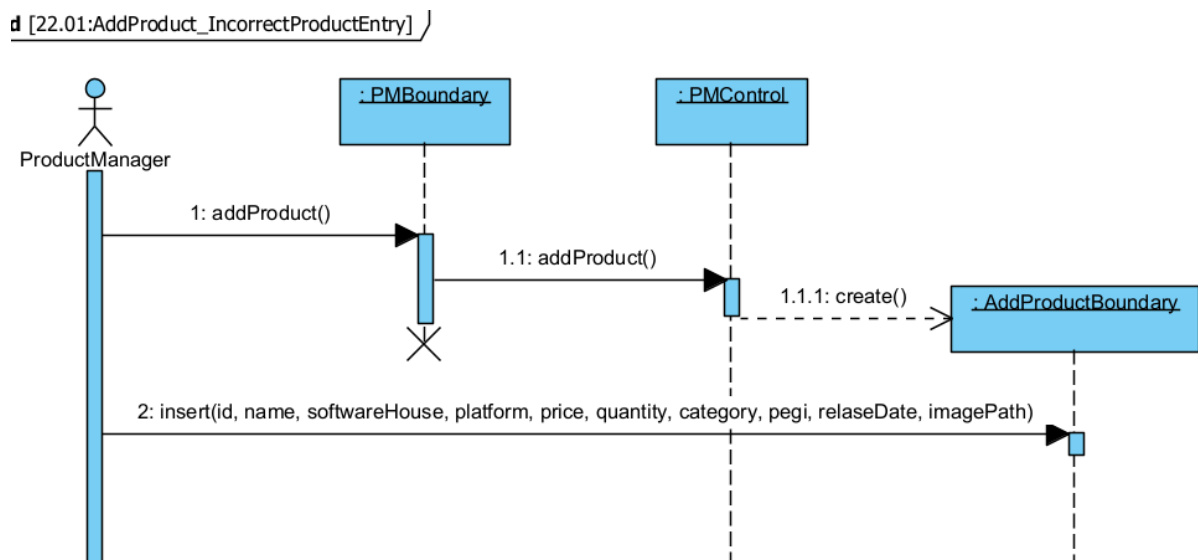 d [22.01:AddProduct_IncorrectProductEntry]
: PMBoundary
: PMControl
ProductManager
1: addProduct()
1.1: addProduct()
1.1.1: create()
: AddProductBoundary
2: insert(id, name, softwareHouse, platform, price, quantity, category, pegi, relaseDate, imagePath)